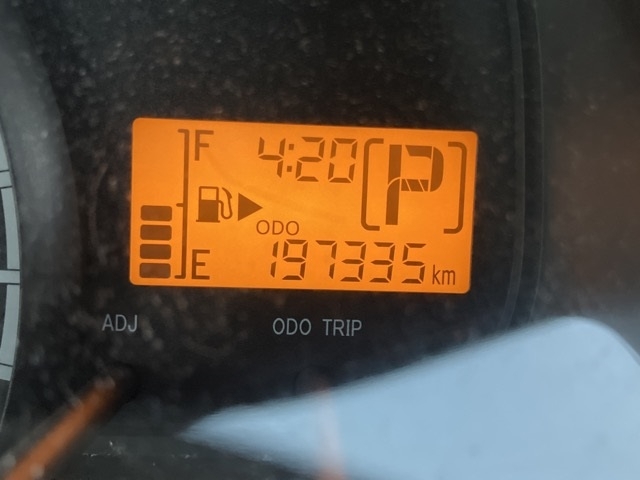 F 4:20 P
ODO
E 197335 km
ADJ ODO TRIP